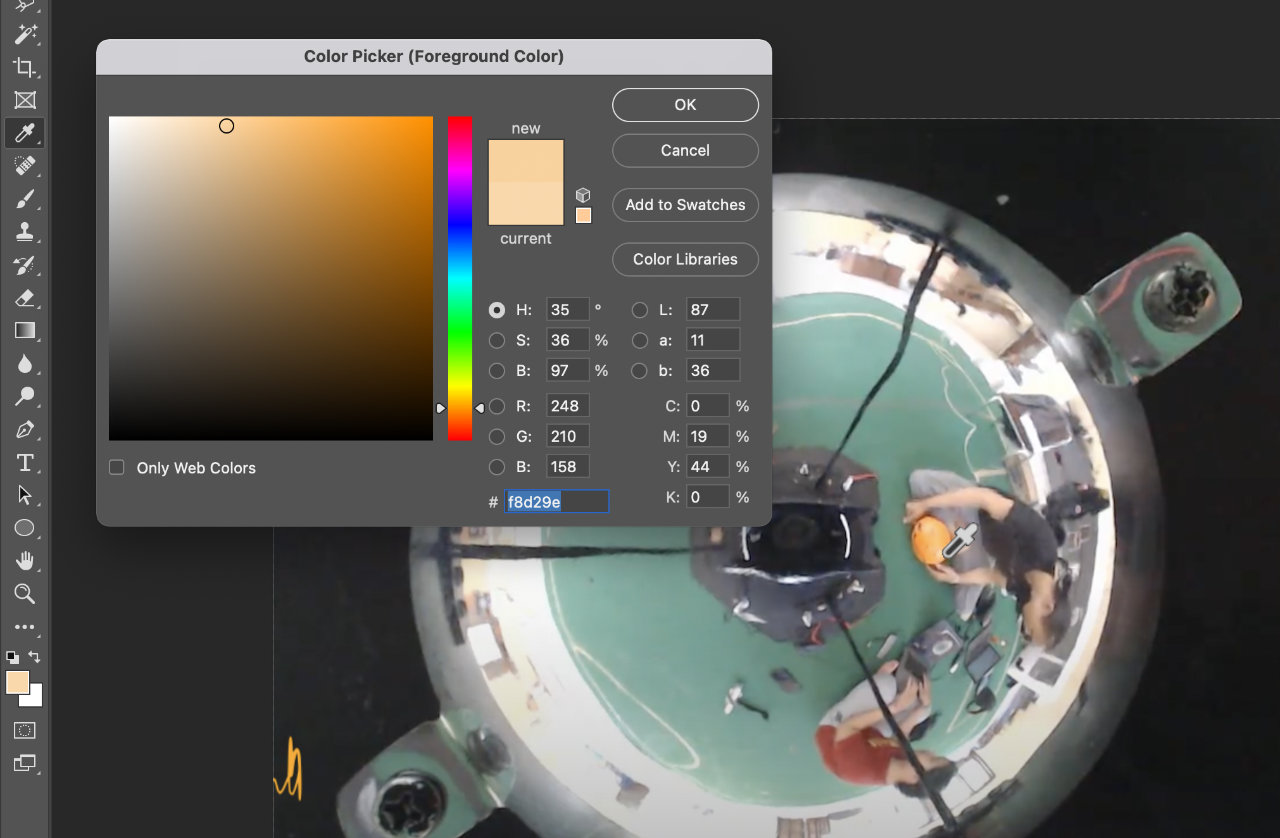 Color Picker (Foreground Color)
new
current
OK
Cancel
Add to Swatches
Color Libraries
H: 35 °
S: 36 %
B: 97 %
R: 248
G: 210
B: 158
# f8d29e
L: 87
a: 11
b: 36
C: 0 %
M: 19 %
Y: 44 %
K: 0 %
Only Web Colors
T